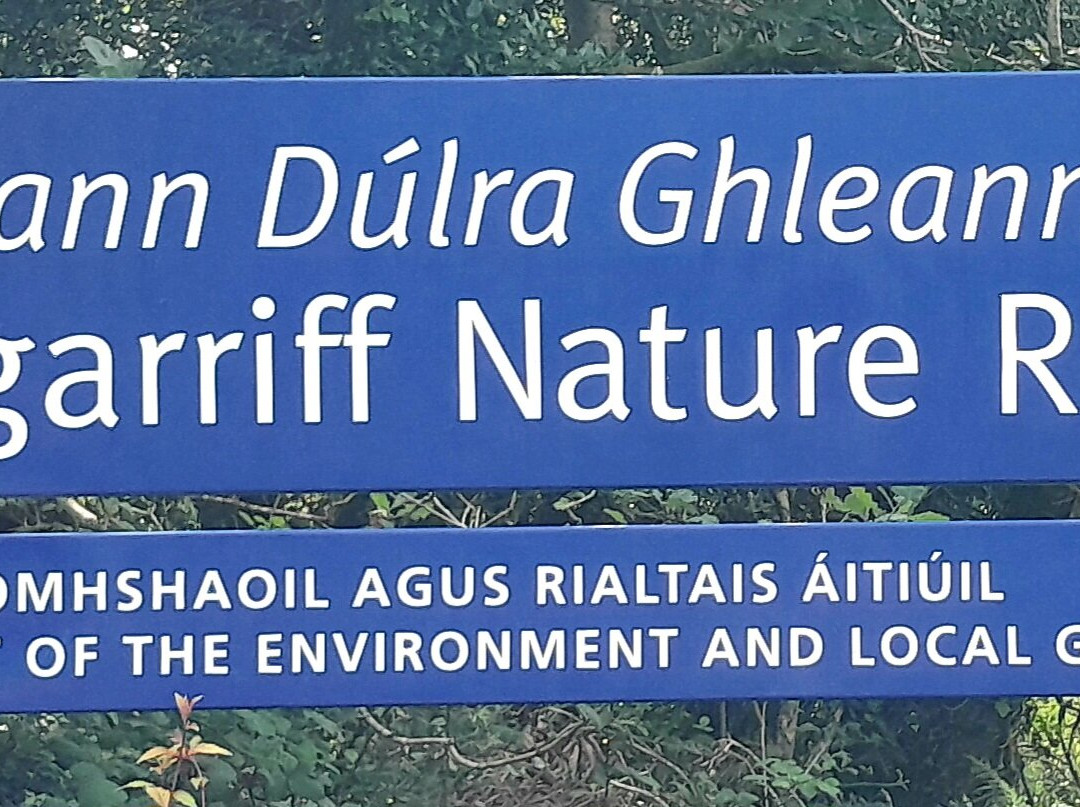 ann Dúlra Ghleann
garriff Nature R
OMHSHAOIL AGUS RIALTAIS ÁITIÚIL
OF THE ENVIRONMENT AND LOCAL G